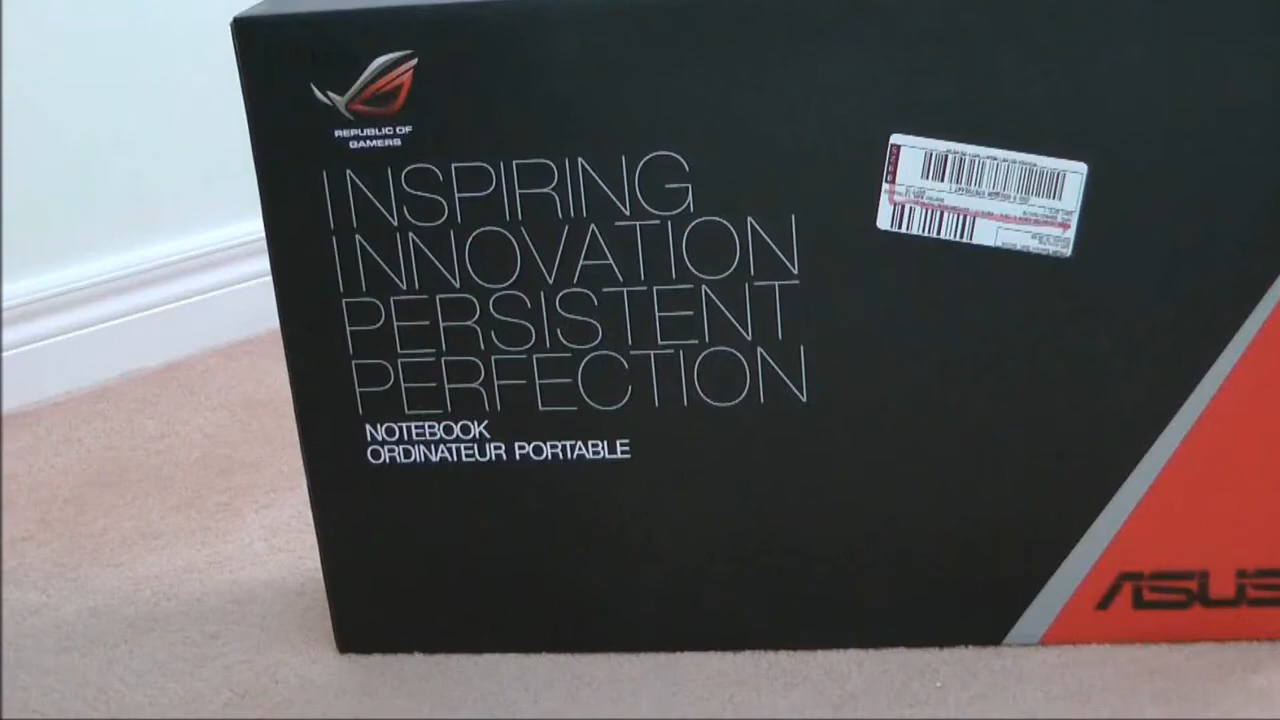 REPUBLIC OF
GAMERS
INSPIRING
INNOVATION
PERSISTENT
PERFECTION
NOTEBOOK
ORDINATEUR PORTABLE
ASUS